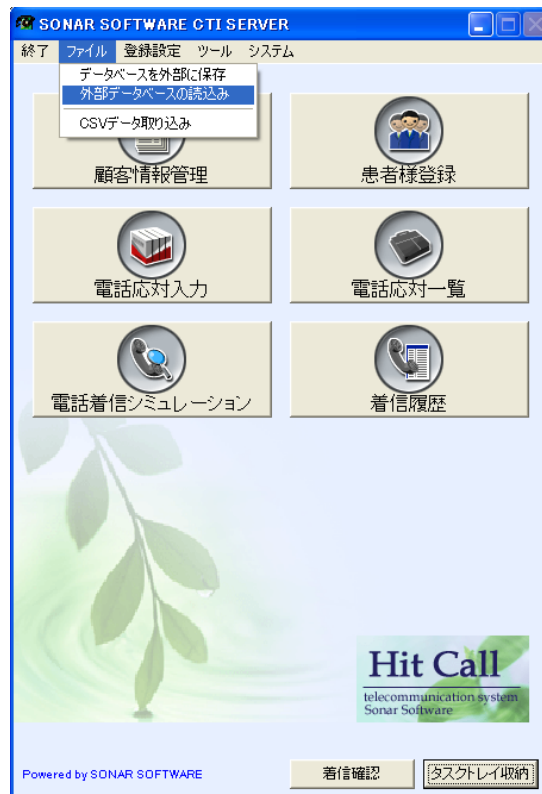 SONAR SOFTWARE CTI SERVER
終了 ファイル 登録設定 ツール システム
データベースを外部に保存
外部データベースの読込み
CSVデータ取り込み
顧客情報管理 患者様登録
電話応対入力 電話応対一覧
電話着信シミュレーション 着信履歴
Hit Call
telecommunication system
Sonar Software
Powered by SONAR SOFTWARE 着信確認 タスクトレイ収納